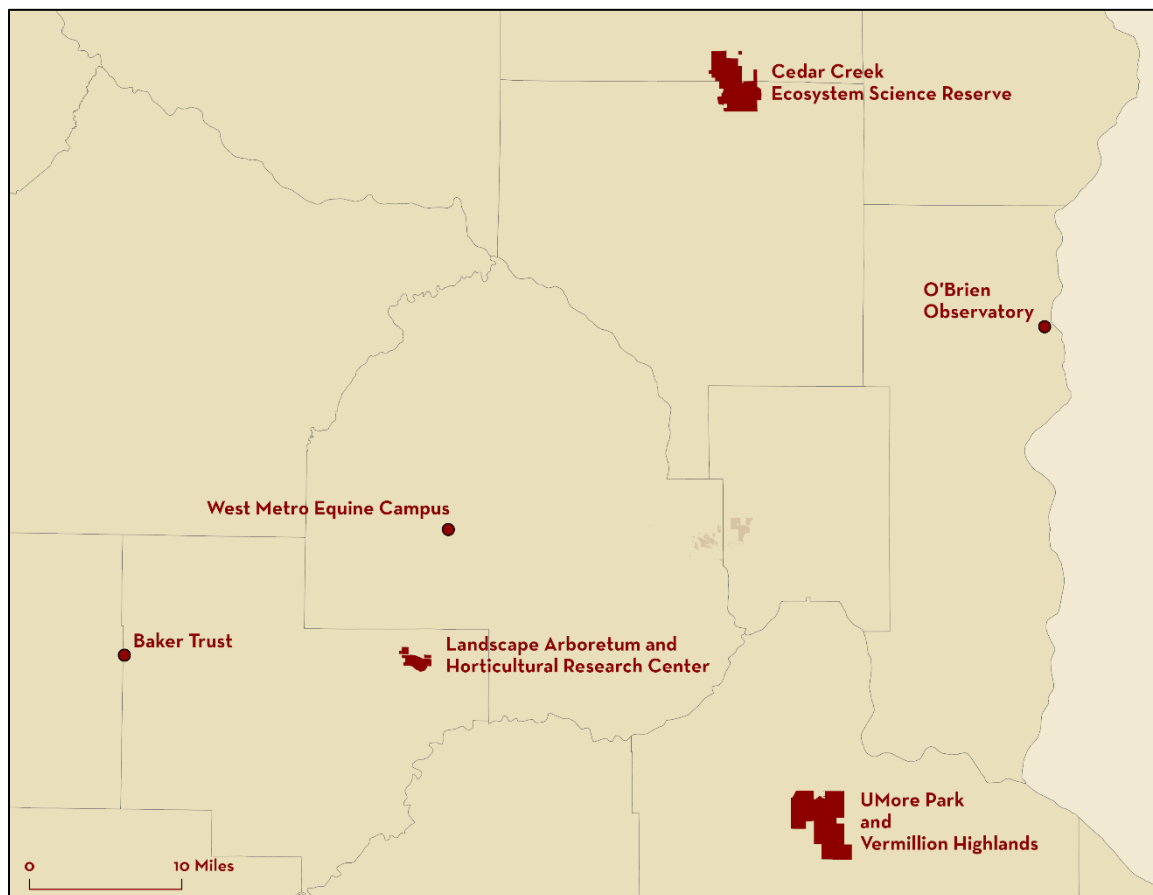 Cedar Creek
Ecosystem Science Reserve
O'Brien
Observatory
West Metro Equine Campus
Baker Trust
Landscape Arboretum and
Horticultural Research Center
UMore Park
and
Vermillion Highlands
0 10 Miles